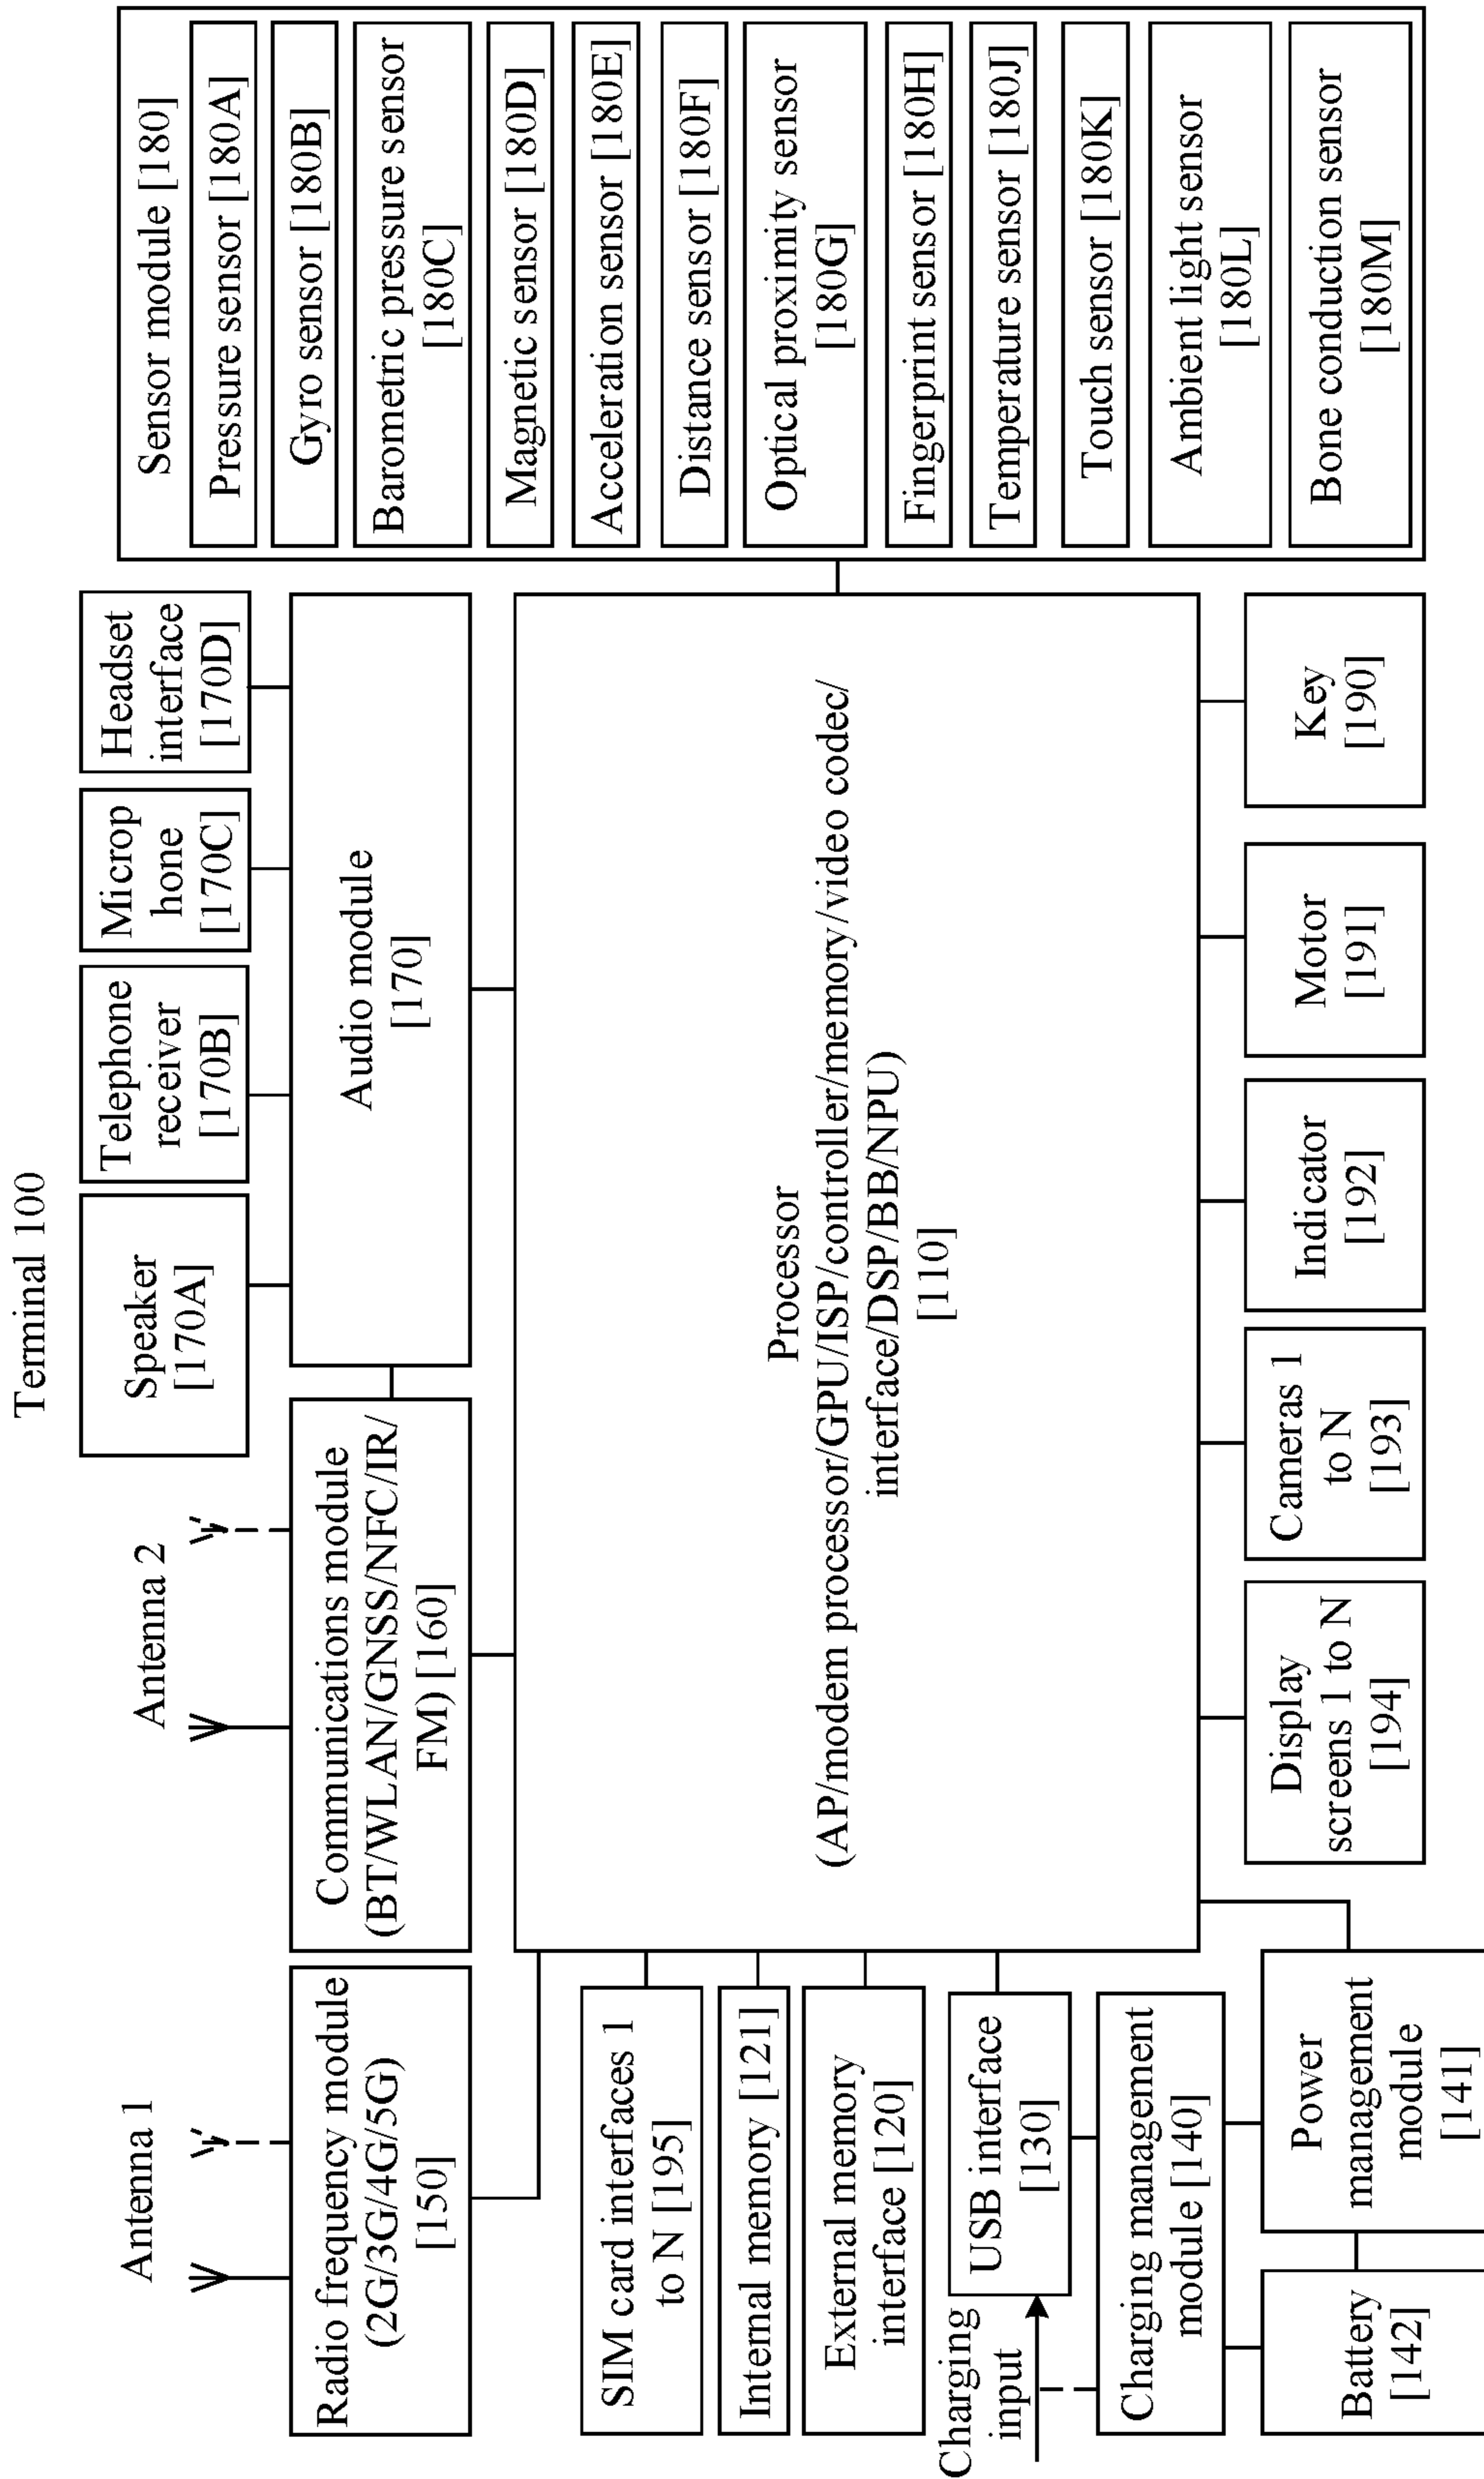 Terminal 100
Antenna 1
Antenna 2
Radio frequency module
(2G/3G/4G/5G)
[150]
Communications module
(BT/WLAN/GNSS/NFC/IR/
FM) [160]
Speaker
[170A]
Telephone
receiver
[170B]
Microp
hone
[170C]
Headset
interface
[170D]
Audio module
[170]
SIM card interfaces 1
to N [195]
Internal memory [121]
External memory
interface [120]
Charging
input
USB interface
[130]
Charging management
module [140]
Battery
[142]
Power
management
module
[141]
Processor
(AP/modem processor/GPU/ISP/controller/memory/video codec/
interface/DSP/BB/NPU)
[110]
Display
screens 1 to N
[194]
Cameras 1
to N
[193]
Indicator
[192]
Motor
[191]
Key
[190]
Sensor module [180]
Pressure sensor [180A]
Gyro sensor [180B]
Barometric pressure sensor
[180C]
Magnetic sensor [180D]
Acceleration sensor [180E]
Distance sensor [180F]
Optical proximity sensor
[180G]
Fingerprint sensor [180H]
Temperature sensor [180J]
Touch sensor [180K]
Ambient light sensor
[180L]
Bone conduction sensor
[180M]